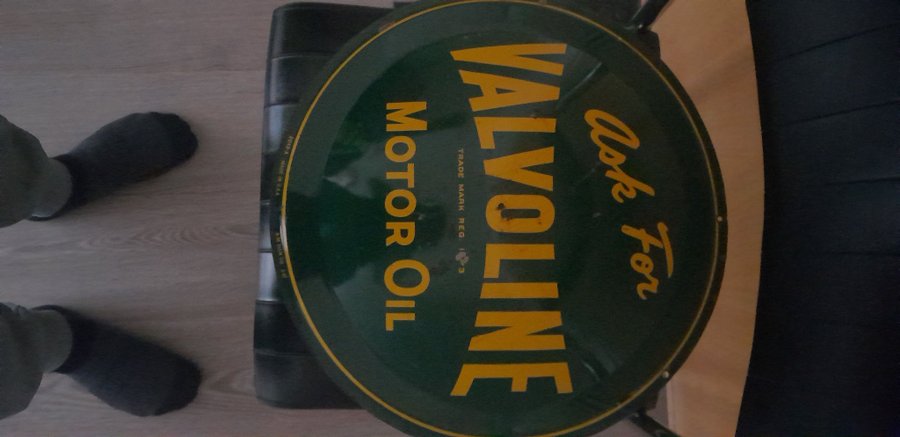 Ask For
VALVOLINE
TRADE MARK REG.
MOTOR OIL